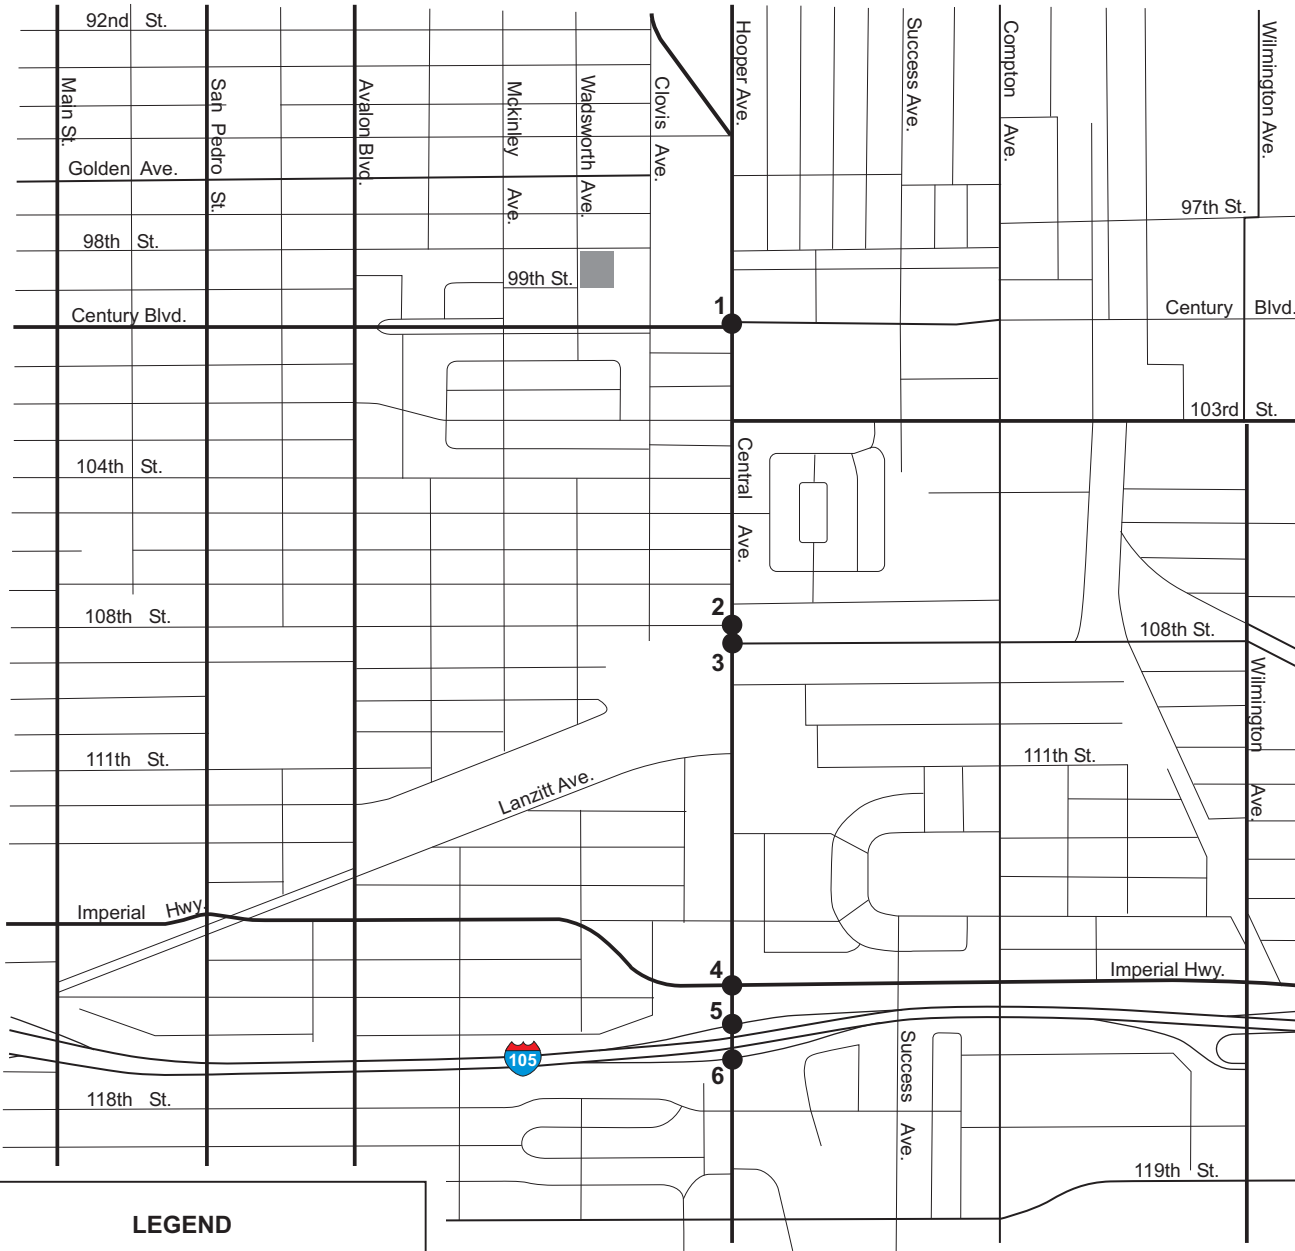 92nd St.
Main St.
San Pedro St.
Avalon Blvd.
Mckinley Ave.
Wadsworth Ave.
Clovis Ave.
Hooper Ave.
Success Ave.
Compton Ave.
Wilmington Ave.
Golden Ave.
97th St.
98th St.
99th St.
Century Blvd.
1
Century Blvd.
103rd St.
104th St.
Central Ave.
108th St.
2
3
108th St.
Wilmington Ave.
111th St.
111th St.
Lanzitt Ave.
Imperial Hwy.
4
Imperial Hwy.
5
105
6
Success Ave.
118th St.
119th St.
LEGEND